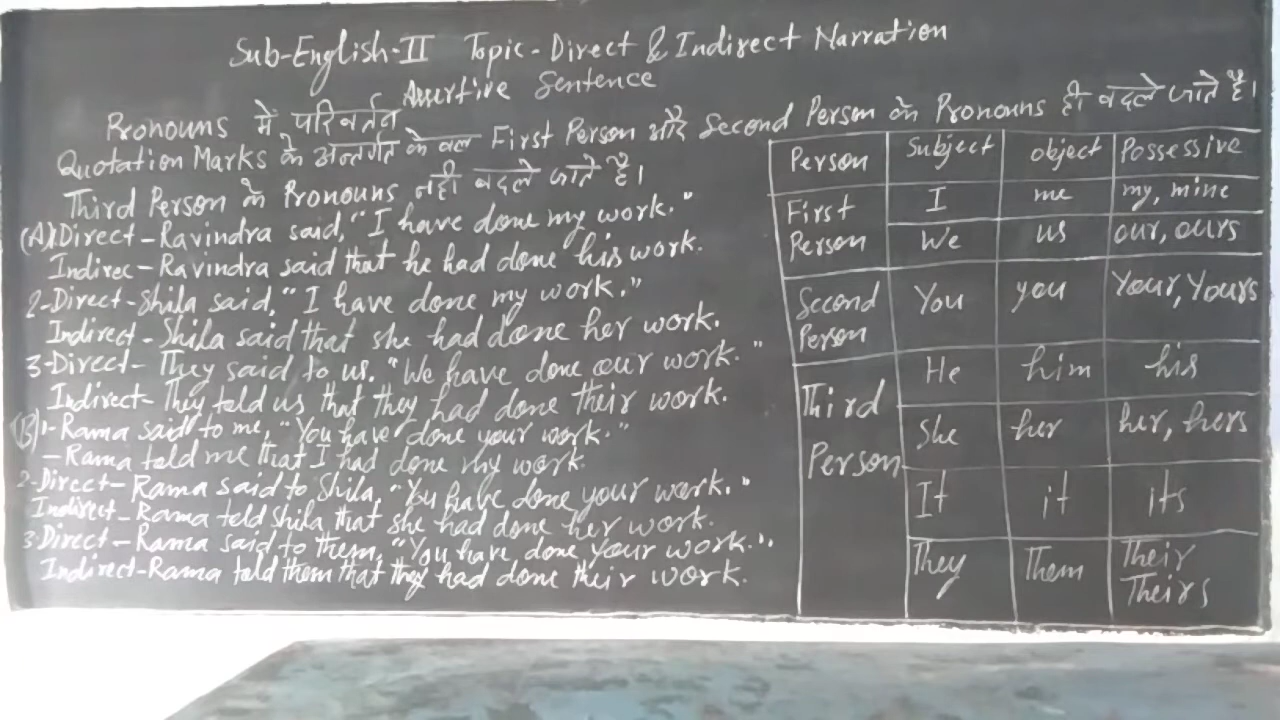 Sub-English-II Topic-Direct & Indirect Narration
Assertive Sentence
Pronouns में परिवर्तन
Quotation Marks के अन्तर्गत केवल First Person और Second Person के Pronouns ही बदले जाते हैं।
Third Person के Pronouns नहीं बदले जाते हैं।
(A)1.Direct-Ravindra said, "I have done my work."
Indirec-Ravindra said that he had done his work.
2-Direct-Shila said, "I have done my work."
Indirect-Shila said that she had done her work.
3-Direct-They said to us. "We have done our work."
Indirect-They told us that they had done their work.
(B)1-Rama said to me, "You have done your work."
-Rama told me that I had done my work.
2-Direct-Rama said to Shila, "You have done your work."
Indirect-Rama told Shila that she had done her work.
3-Direct-Rama said to them, "You have done your work."
Indirect-Rama told them that they had done their work.
Person Subject object Possessive
First Person I me my, mine
We us our, ours
Second Person You you Your, Yours
Third Person He him his
She her her, hers
It it its
They Them Their Theirs